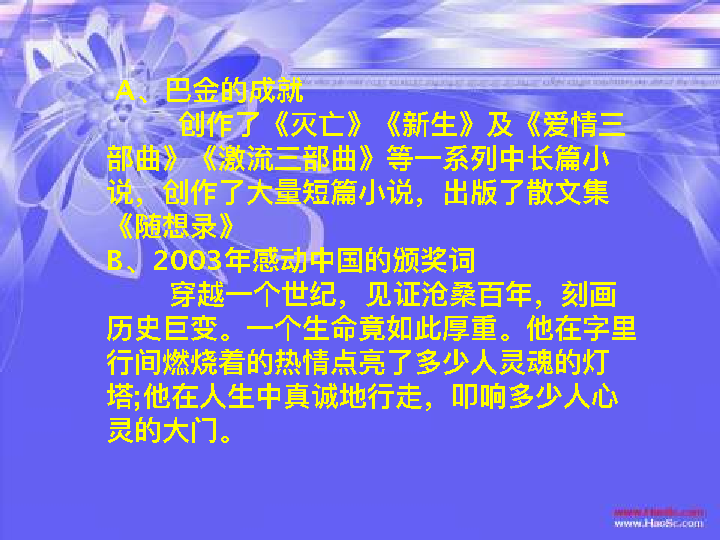 A、巴金的成就
创作了《灭亡》《新生》及《爱情三
部曲》《激流三部曲》等一系列中长篇小
说，创作了大量短篇小说，出版了散文集
《随想录》
B、2003年感动中国的颁奖词
穿越一个世纪，见证沧桑百年，刻画
历史巨变。一个生命竟如此厚重。他在字里
行间燃烧着的热情点亮了多少人灵魂的灯
塔;他在人生中真诚地行走，叩响多少人心
灵的大门。
www.HaoSc.com